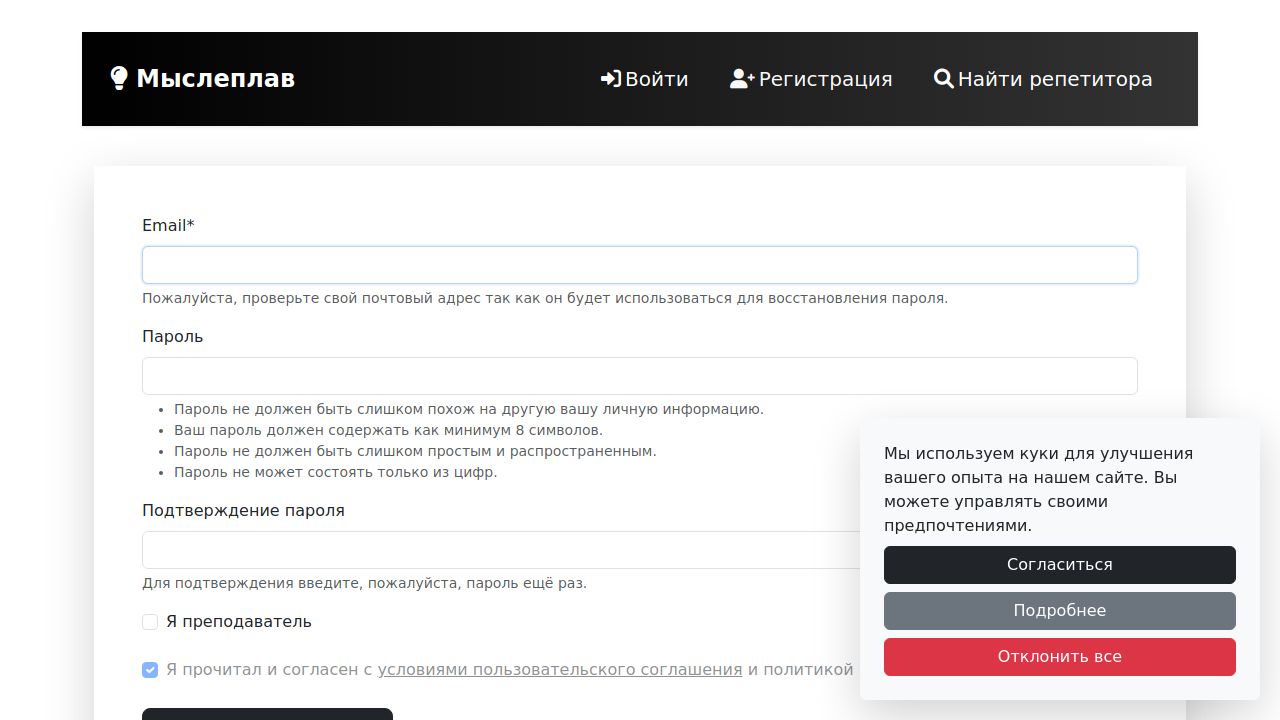 Мыслеплав
Войти
Регистрация
Найти репетитора
Email*
Пожалуйста, проверьте свой почтовый адрес так как он будет использоваться для восстановления пароля.
Пароль
Пароль не должен быть слишком похож на другую вашу личную информацию.
Ваш пароль должен содержать как минимум 8 символов.
Пароль не должен быть слишком простым и распространенным.
Пароль не может состоять только из цифр.
Подтверждение пароля
Для подтверждения введите, пожалуйста, пароль ещё раз.
Я преподаватель
Я прочитал и согласен с условиями пользовательского соглашения и политикой
Мы используем куки для улучшения
вашего опыта на нашем сайте. Вы
можете управлять своими
предпочтениями.
Согласиться
Подробнее
Отклонить все